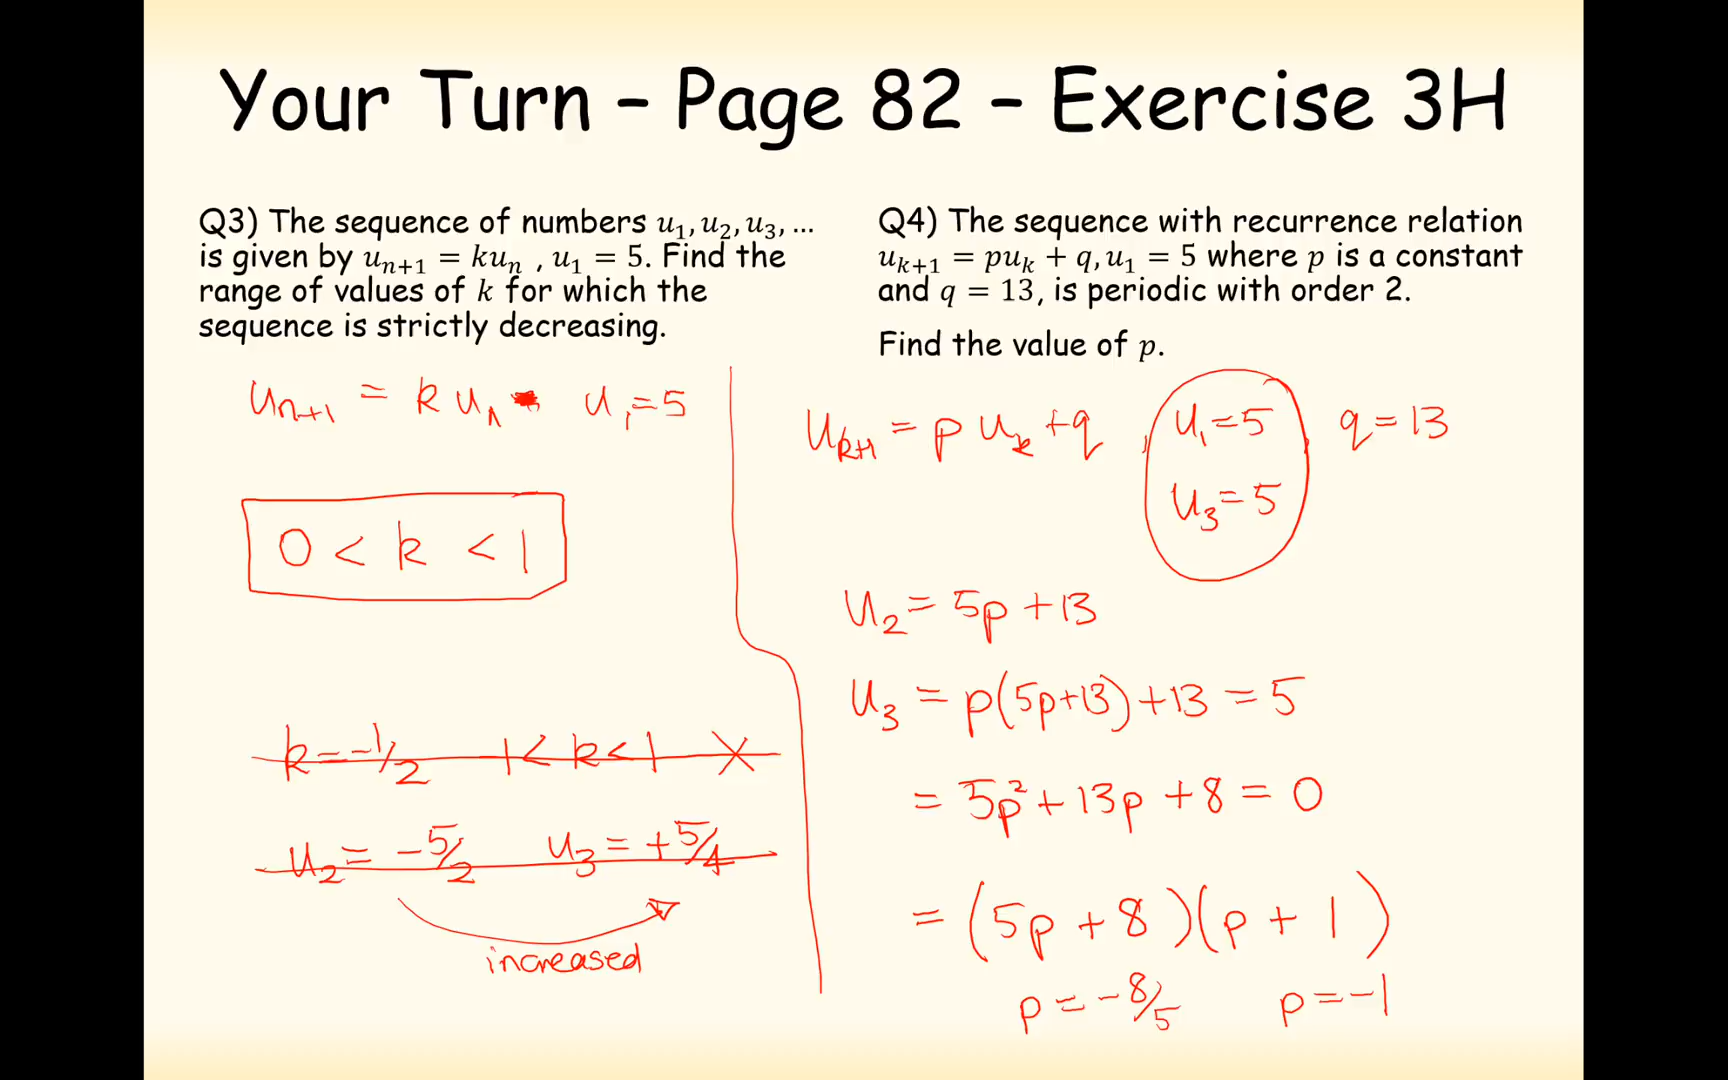 Your Turn – Page 82 – Exercise 3H
Q3) The sequence of numbers u₁, u₂, u₃, ...
is given by uₙ₊₁ = kuₙ , u₁ = 5. Find the
range of values of k for which the
sequence is strictly decreasing.
uₙ₊₁ = k uₙ u₁ = 5
0 < k < 1
k = -1/2 1 < k < 1 X
u₂ = -5/2 u₃ = +5/4
increased
Q4) The sequence with recurrence relation
uₖ₊₁ = puₖ + q, u₁ = 5 where p is a constant
and q = 13, is periodic with order 2.
Find the value of p.
uₖ₊₁ = p uₖ + q , u₁ = 5 q = 13
u₃ = 5
u₂ = 5p + 13
u₃ = p(5p+13) + 13 = 5
= 5p² + 13p + 8 = 0
= (5p + 8)(p + 1)
p = -8/5 p = -1